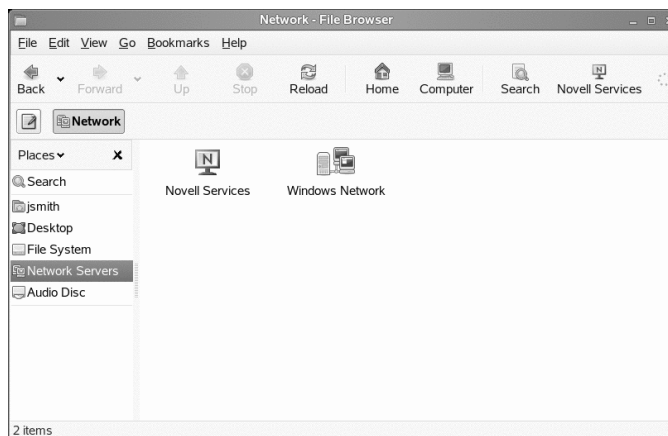 Network - File Browser
File Edit View Go Bookmarks Help
Back Forward Up Stop Reload Home Computer Search Novell Services
Network
Places
Search
jsmith
Desktop
File System
Network Servers
Audio Disc
N
Novell Services
Windows Network
2 items